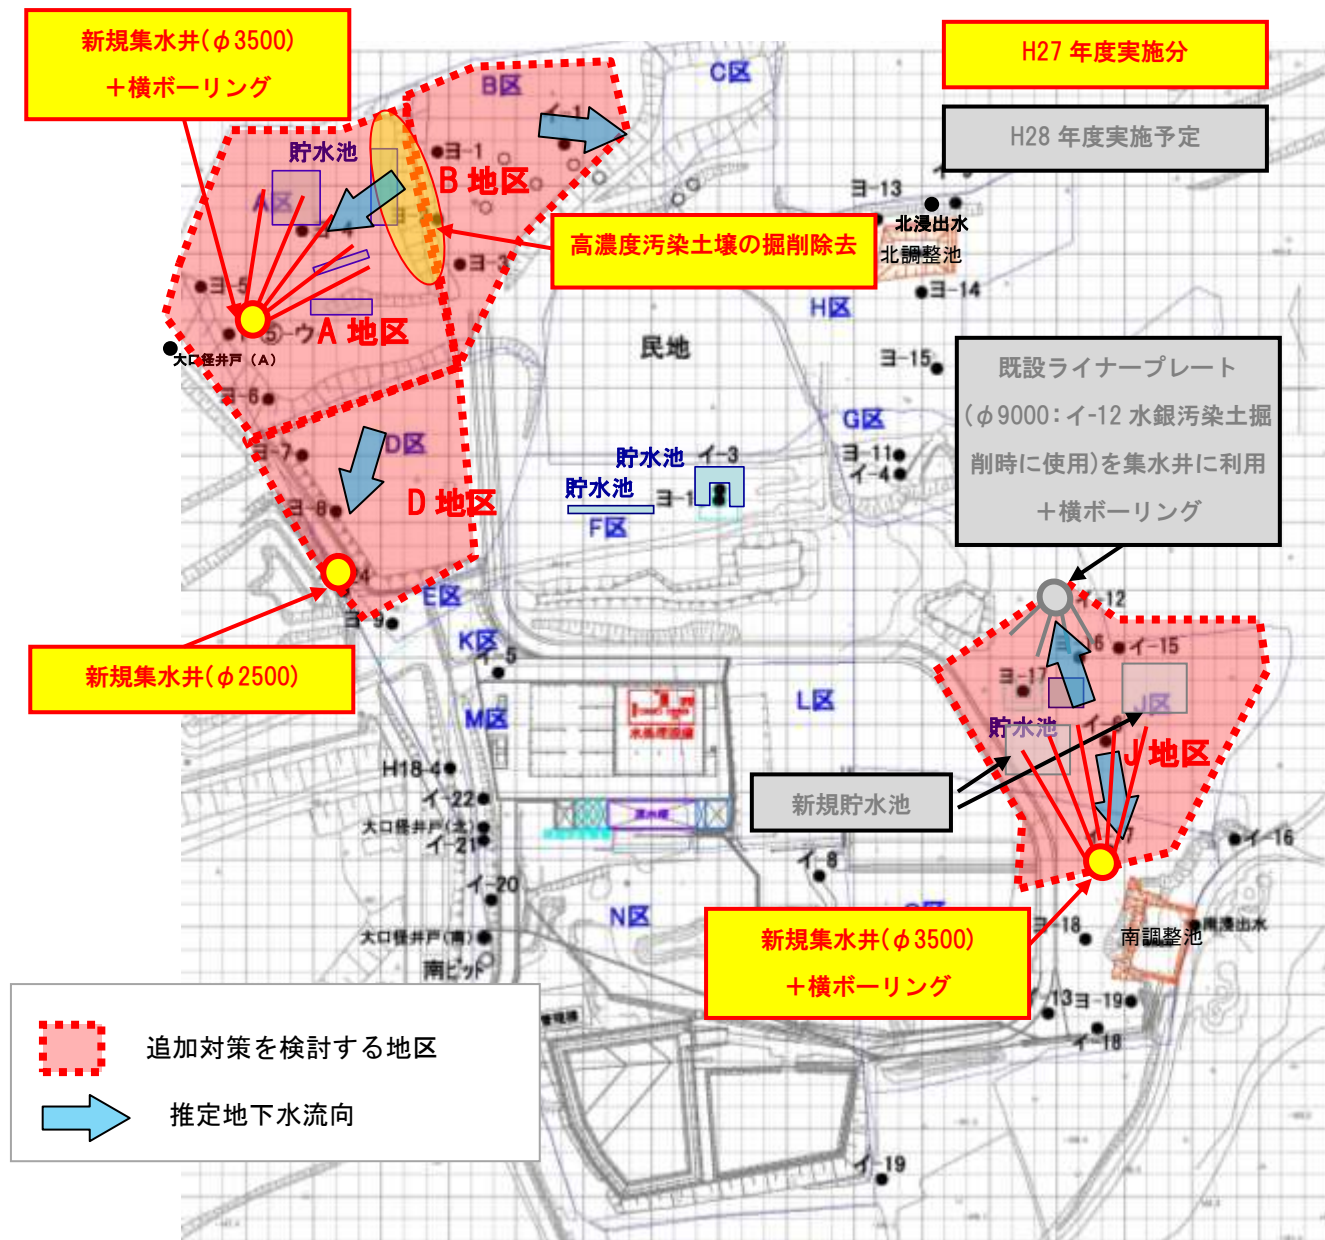 新規集水井(φ3500)
＋横ボーリング
H27 年度実施分
H28 年度実施予定
B区
C区
イ-1
貯水池
ヨ-1
B 地区
A区
ヨ-3
高濃度汚染土壌の掘削除去
ヨ-13
北浸出水
北調整池
ヨ-14
H区
ヨ-5
⑤-ウ
A 地区
大口径井戸（A）
民地
ヨ-15
既設ライナープレート
(φ9000：イ-12 水銀汚染土掘
削時に使用)を集水井に利用
＋横ボーリング
ヨ-6
G区
ヨ-7
D区
貯水池
イ-3
ヨ-11
イ-4
D 地区
貯水池
ヨ-1
ヨ-8
F区
E区
ヨ-9
イ-12
K区
イ-5
イ-15
新規集水井(φ2500)
ヨ-17
M区
L区
J区
貯水池
水処理設備
J 地区
H18-4
新規貯水池
イ-22
大口径井戸(北)
イ-21
イ-8
イ-16
イ-20
N区
新規集水井(φ3500)
＋横ボーリング
ヨ-18
南調整池
南浸出水
大口径井戸(南)
南ピット
イ-13
ヨ-19
イ-18
追加対策を検討する地区
推定地下水流向
イ-19